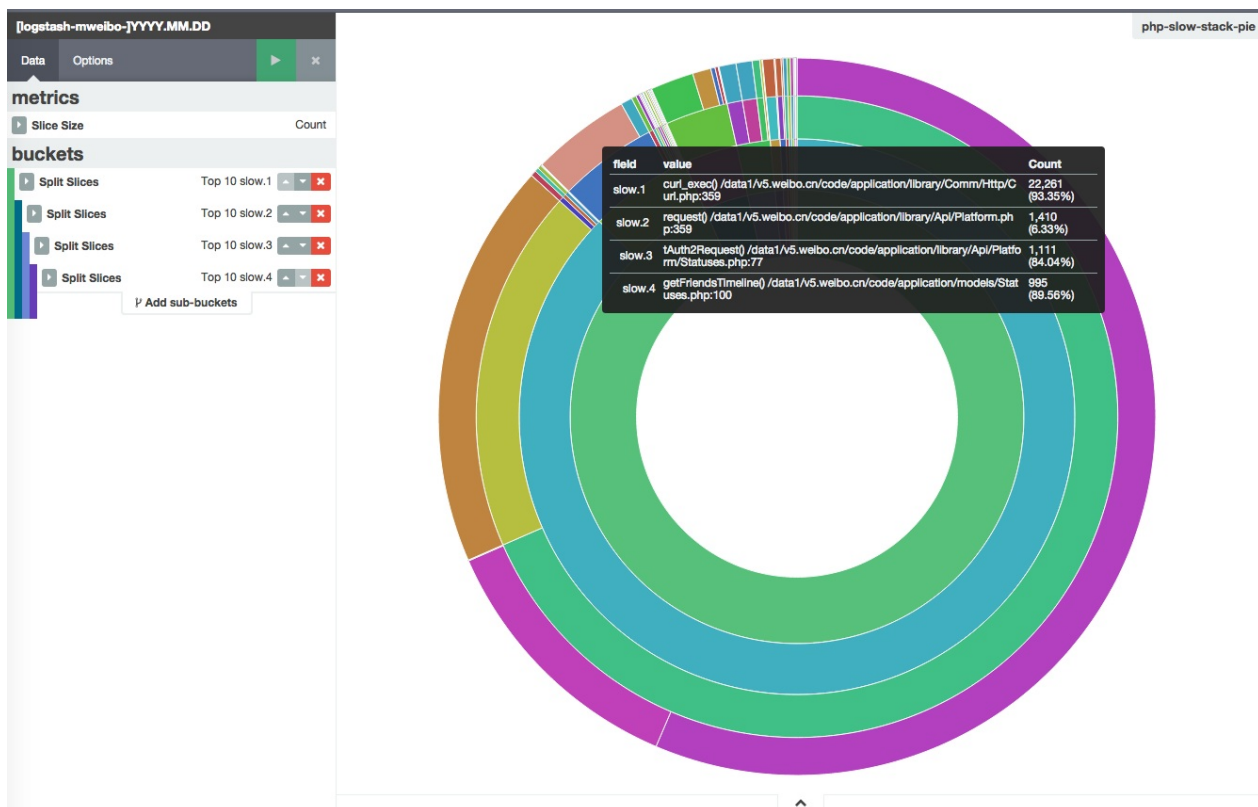 [logstash-mweibo-]YYYY.MM.DD
php-slow-stack-pie
Data Options
metrics
Slice Size Count
buckets
Split Slices Top 10 slow.1
Split Slices Top 10 slow.2
Split Slices Top 10 slow.3
Split Slices Top 10 slow.4
Add sub-buckets
field value Count
slow.1 curl_exec() /data1/v5.weibo.cn/code/application/library/Comm/Http/C 22,261
url.php:359 (93.35%)
slow.2 request() /data1/v5.weibo.cn/code/application/library/Api/Platform.ph 1,410
p:359 (6.33%)
slow.3 tAuth2Request() /data1/v5.weibo.cn/code/application/library/Api/Platfo 1,111
rm/Statuses.php:77 (84.04%)
slow.4 getFriendsTimeline() /data1/v5.weibo.cn/code/application/models/Stat 995
uses.php:100 (89.56%)